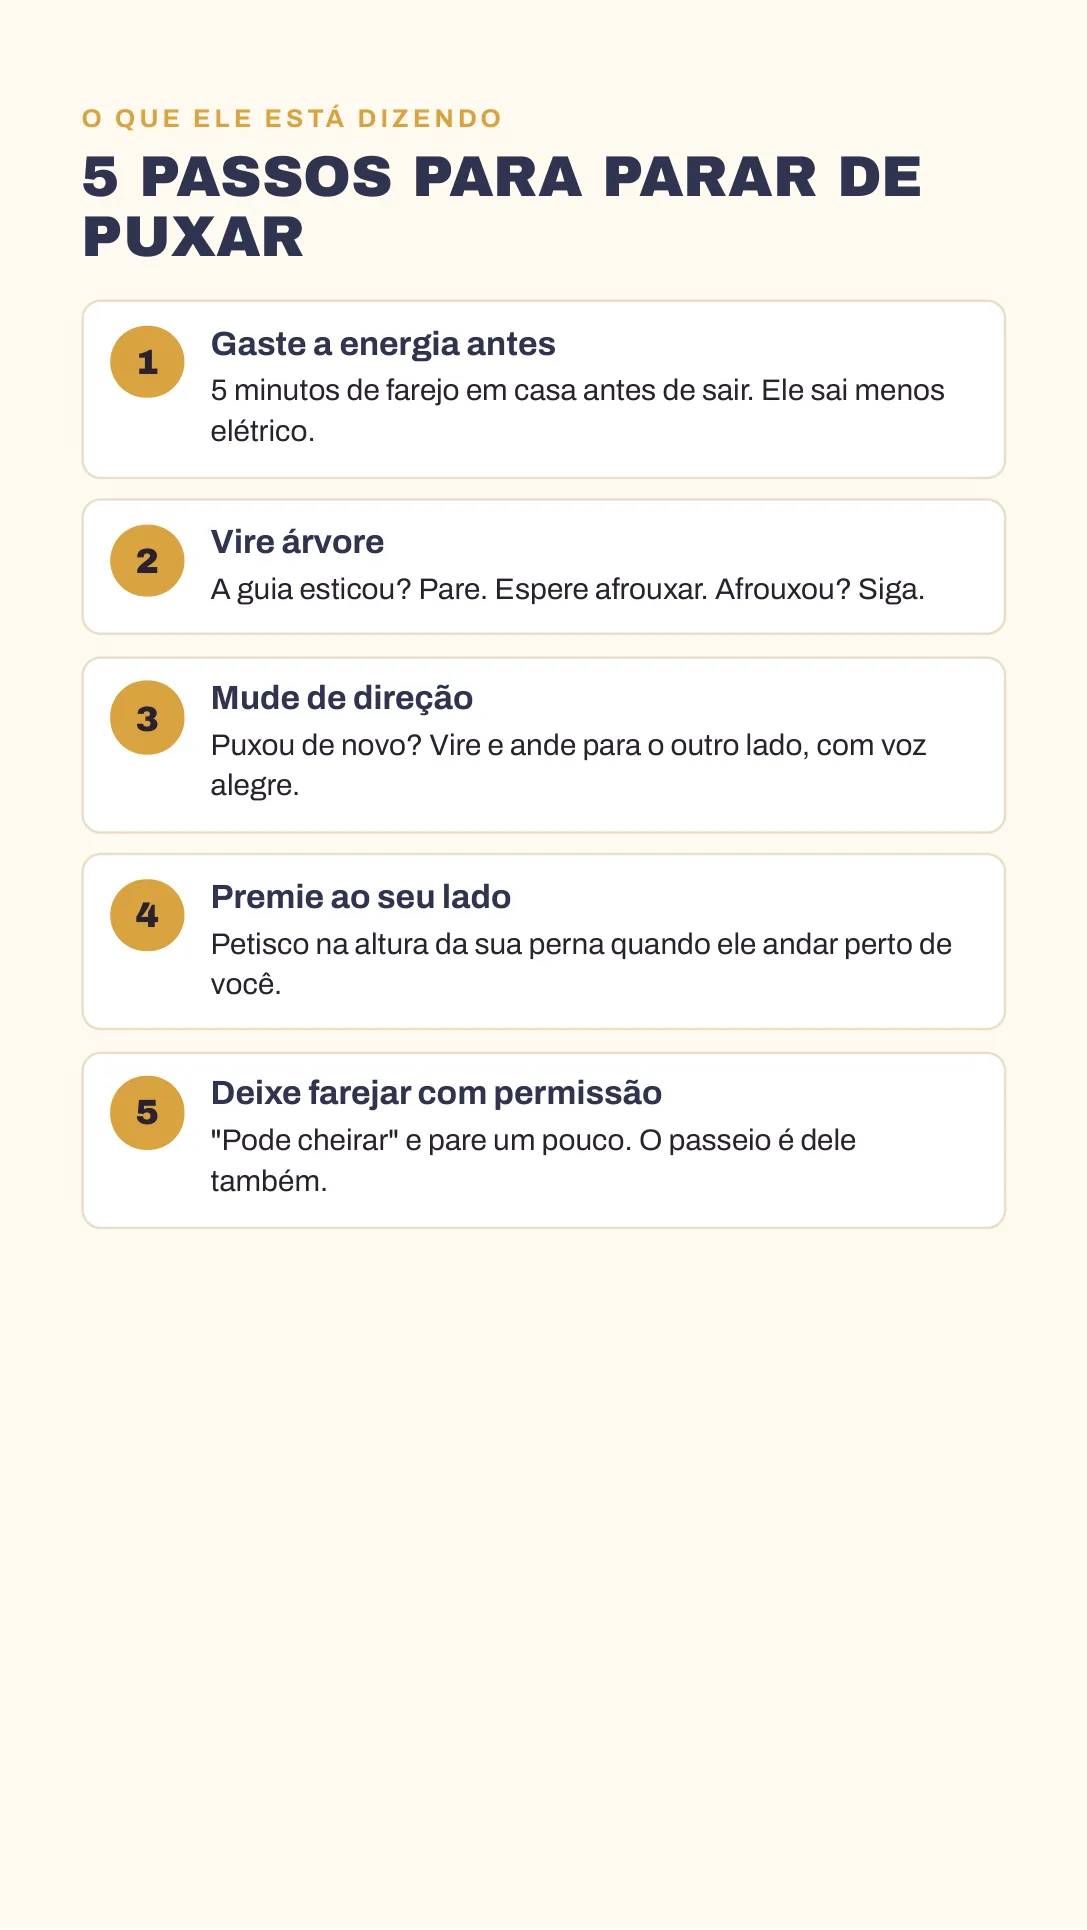 O QUE ELE ESTÁ DIZENDO
5 PASSOS PARA PARAR DE
PUXAR
1
Gaste a energia antes
5 minutos de farejo em casa antes de sair. Ele sai menos
elétrico.
2
Vire árvore
A guia esticou? Pare. Espere afrouxar. Afrouxou? Siga.
3
Mude de direção
Puxou de novo? Vire e ande para o outro lado, com voz
alegre.
4
Premie ao seu lado
Petisco na altura da sua perna quando ele andar perto de
você.
5
Deixe farejar com permissão
"Pode cheirar" e pare um pouco. O passeio é dele
também.